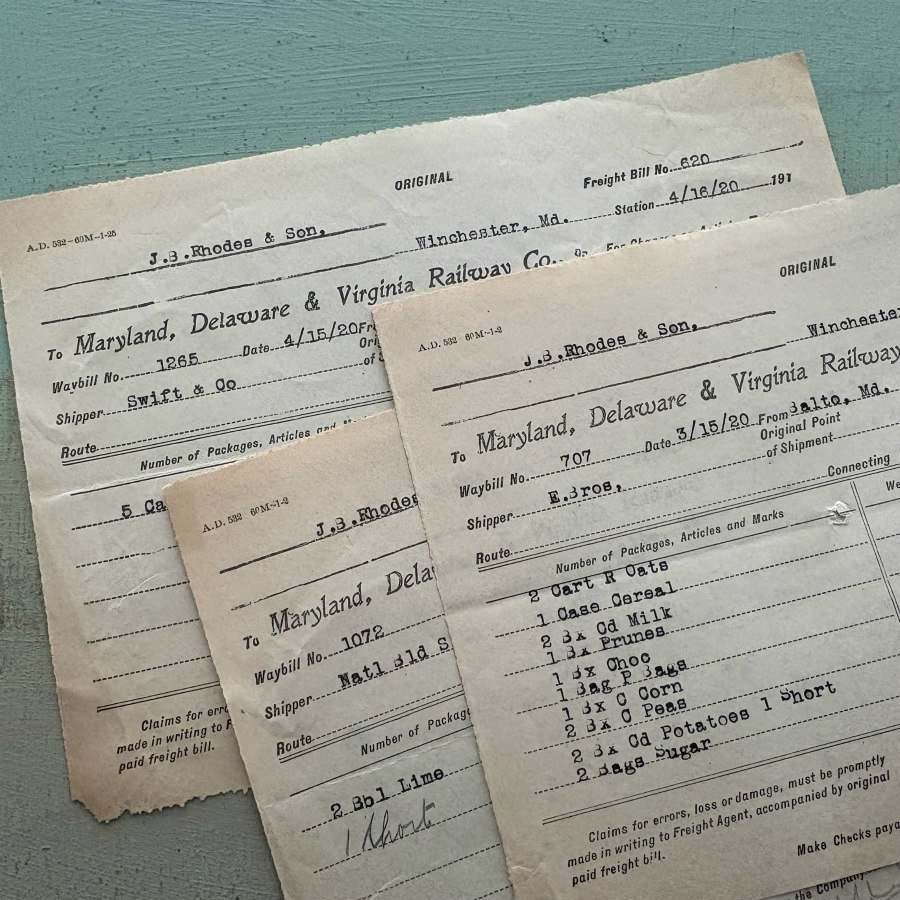 ORIGINAL
Freight Bill No. 620
A.D. 532-60M-1-25
J.B.Rhodes & Son,
Winchester, Md.
Station 4/16/20 191
To Maryland, Delaware & Virginia Railway Co.,
Waybill No. 1265 Date 4/15/20
Shipper Swift & Co
Route
Number of Packages, Articles and
5 Ca
Claims for
made in writing to
paid freight bill.
A.D. 532 60M-1-2
J.B.Rhodes
To Maryland, Dela
Waybill No. 1072
Shipper Natl Bld S
Route
Number of Package
2 Bbl Lime
1 Short
ORIGINAL
A.D. 532 60M-1-2
J.B.Rhodes & Son,
Winchester
To Maryland, Delaware & Virginia Railway
Waybill No. 707 Date 3/15/20 From Balto, Md.
Original Point
of Shipment
Shipper E.Bros,
Connecting
Route
Number of Packages, Articles and Marks
We
2 Cart R Oats
1 Case Cereal
2 Bx Cd Milk
1 Bx Prunes
1 Bx Choc
1 Bag P Bags
1 Bx C Corn
2 Bx C Peas
2 Bx Cd Potatoes 1 Short
2 Bags Sugar
Claims for errors, loss or damage, must be promptly
made in writing to Freight Agent, accompanied by original
paid freight bill.
Make Checks paya
the Company